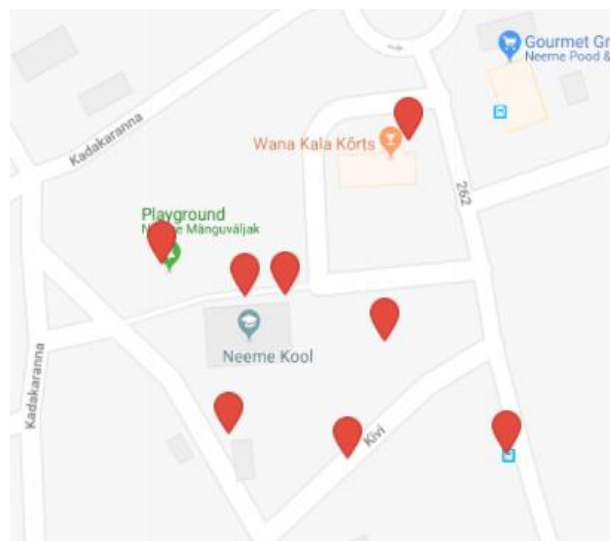 Gourmet Gr
Neeme Pood &
Kadakaranna
Wana Kala Kõrts
262
Playground
Mänguväljak
Neeme Kool
Kadakaranna
Kivi